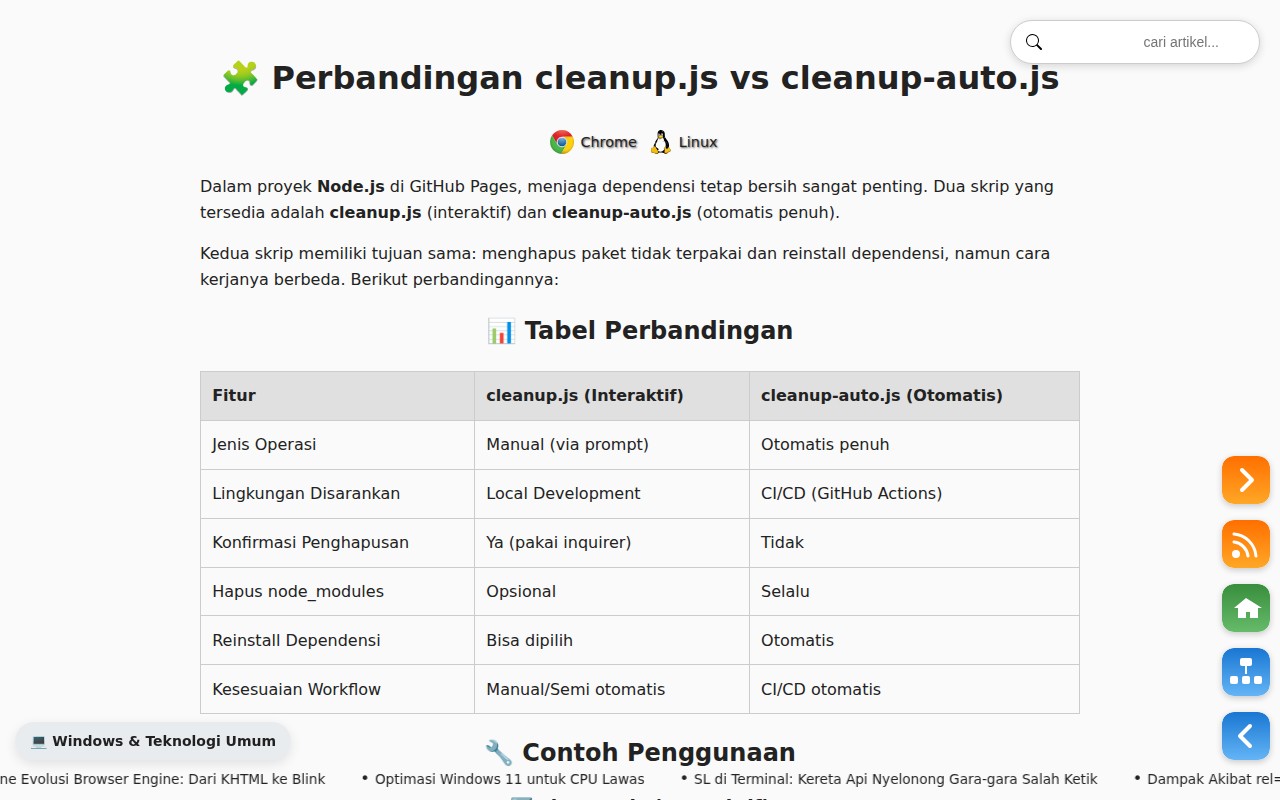 cari artikel...
🧩 Perbandingan cleanup.js vs cleanup-auto.js
Chrome Linux
Dalam proyek Node.js di GitHub Pages, menjaga dependensi tetap bersih sangat penting. Dua skrip yang
tersedia adalah cleanup.js (interaktif) dan cleanup-auto.js (otomatis penuh).
Kedua skrip memiliki tujuan sama: menghapus paket tidak terpakai dan reinstall dependensi, namun cara
kerjanya berbeda. Berikut perbandingannya:
📊 Tabel Perbandingan
Fitur cleanup.js (Interaktif) cleanup-auto.js (Otomatis)
Jenis Operasi Manual (via prompt) Otomatis penuh
Lingkungan Disarankan Local Development CI/CD (GitHub Actions)
Konfirmasi Penghapusan Ya (pakai inquirer) Tidak
Hapus node_modules Opsional Selalu
Reinstall Dependensi Bisa dipilih Otomatis
Kesesuaian Workflow Manual/Semi otomatis CI/CD otomatis
💻 Windows & Teknologi Umum
🔧 Contoh Penggunaan
ne Evolusi Browser Engine: Dari KHTML ke Blink • Optimasi Windows 11 untuk CPU Lawas • SL di Terminal: Kereta Api Nyelonong Gara-gara Salah Ketik • Dampak Akibat rel=